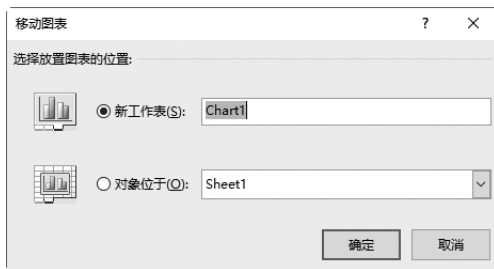 移动图表
?
×
选择放置图表的位置:
新工作表(S): Chart1
对象位于(O): Sheet1
确定 取消